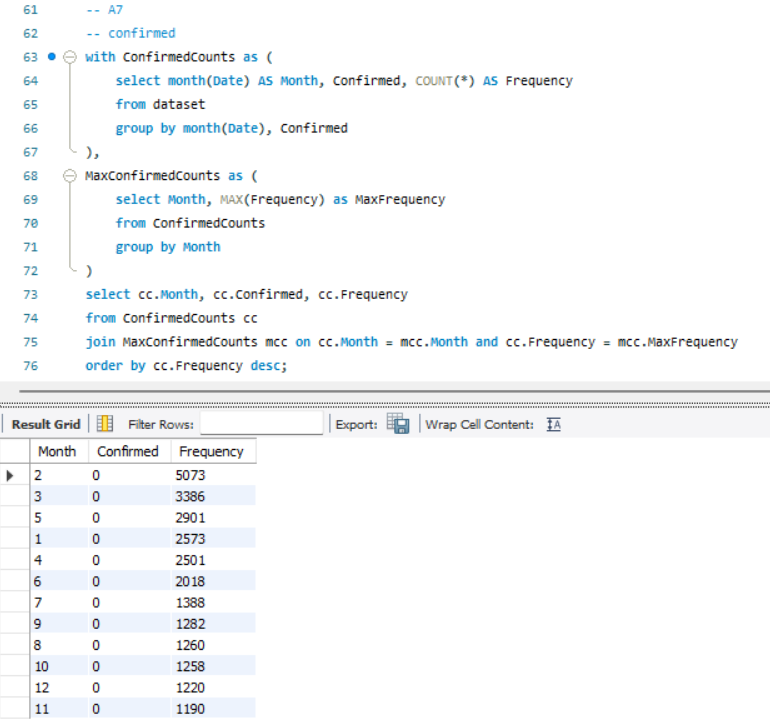 61 -- A7
62 -- confirmed
63 with ConfirmedCounts as (
64 select month(Date) AS Month, Confirmed, COUNT(*) AS Frequency
65 from dataset
66 group by month(Date), Confirmed
67 ),
68 MaxConfirmedCounts as (
69 select Month, MAX(Frequency) as MaxFrequency
70 from ConfirmedCounts
71 group by Month
72 )
73 select cc.Month, cc.Confirmed, cc.Frequency
74 from ConfirmedCounts cc
75 join MaxConfirmedCounts mcc on cc.Month = mcc.Month and cc.Frequency = mcc.MaxFrequency
76 order by cc.Frequency desc;
Result Grid Filter Rows: Export: Wrap Cell Content: IA
Month Confirmed Frequency
2 0 5073
3 0 3386
5 0 2901
1 0 2573
4 0 2501
6 0 2018
7 0 1388
9 0 1282
8 0 1260
10 0 1258
12 0 1220
11 0 1190